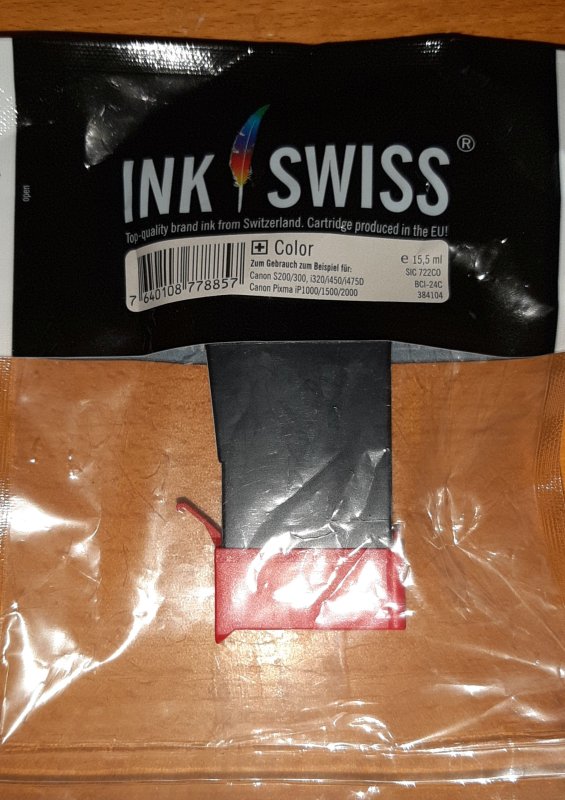 open
INK SWISS®
Top-quality brand ink from Switzerland. Cartridge produced in the EU!
Color
Zum Gebrauch zum Beispiel für:
Canon S200/300, i320/i450/i475D
Canon Pixma iP1000/1500/2000
℮ 15,5 ml
SIC 722CO
BCI-24C
384104
7 640108 778857